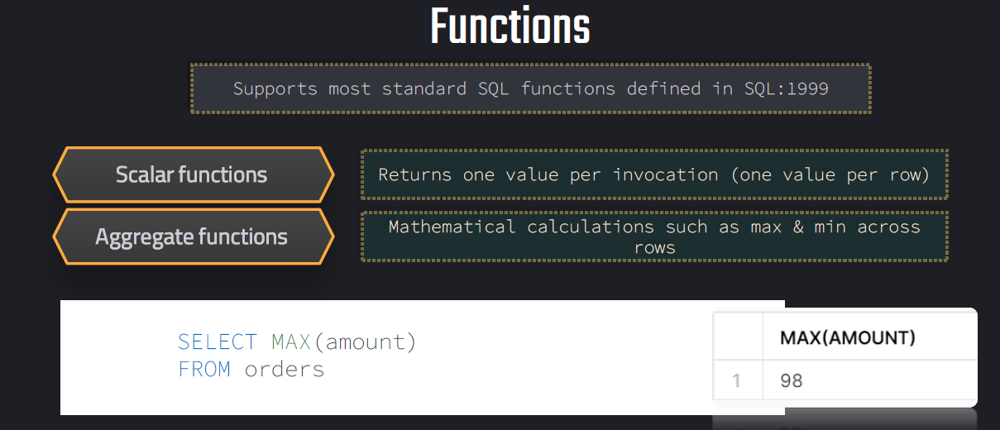 Functions
Supports most standard SQL functions defined in SQL:1999
Scalar functions
Returns one value per invocation (one value per row)
Aggregate functions
Mathematical calculations such as max & min across
rows
SELECT MAX(amount)
FROM orders
MAX(AMOUNT)
1 98